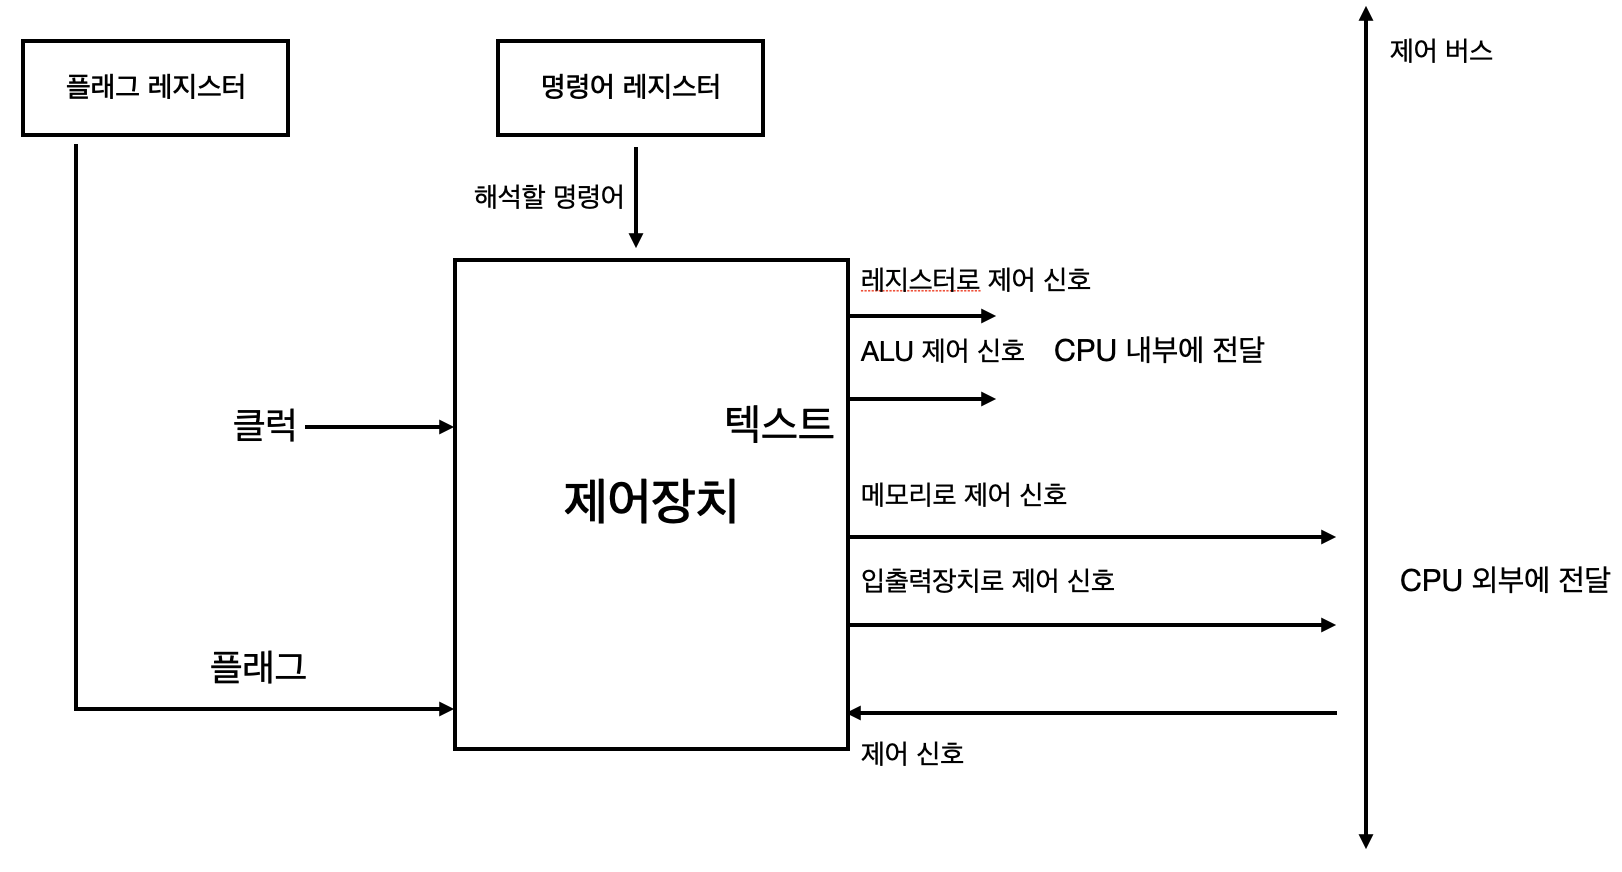 제어 버스
플래그 레지스터
명령어 레지스터
해석할 명령어
레지스터로 제어 신호
ALU 제어 신호
CPU 내부에 전달
클럭
텍스트
제어장치
메모리로 제어 신호
입출력장치로 제어 신호
CPU 외부에 전달
플래그
제어 신호